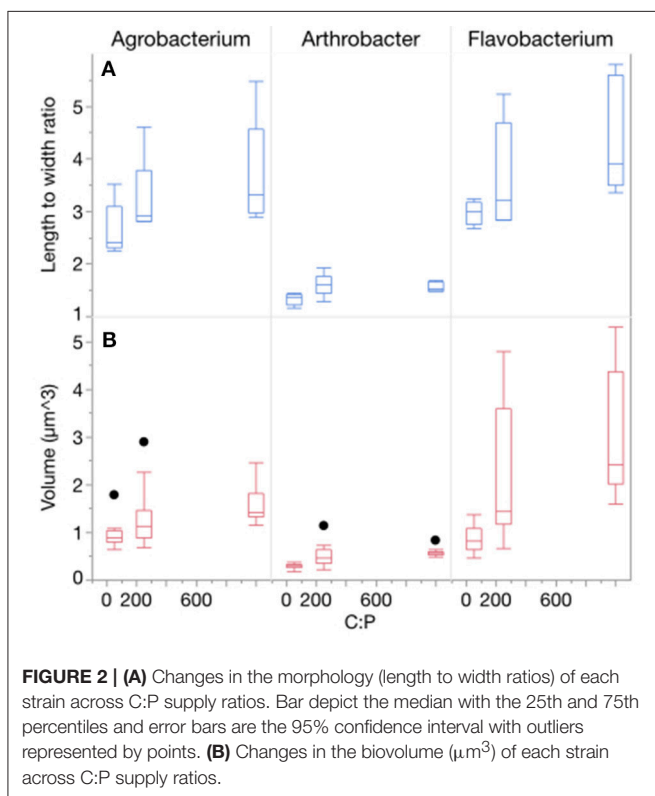 Agrobacterium Arthrobacter Flavobacterium
A
5
4
3
2
1
Length to width ratio
B
5
4
3
2
1
0
Volume (µm^3)
0 200 600 0 200 600 0 200 600
C:P
FIGURE 2 | (A) Changes in the morphology (length to width ratios) of each
strain across C:P supply ratios. Bar depict the median with the 25th and 75th
percentiles and error bars are the 95% confidence interval with outliers
represented by points. (B) Changes in the biovolume (µm³) of each strain
across C:P supply ratios.